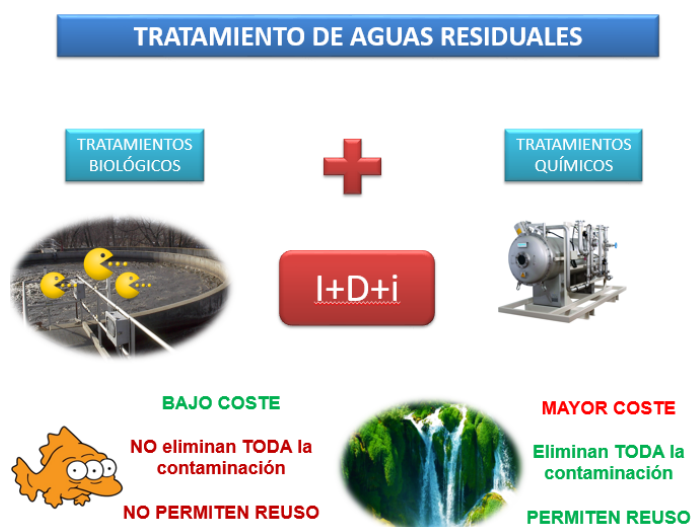 TRATAMIENTO DE AGUAS RESIDUALES
TRATAMIENTOS
BIOLÓGICOS
TRATAMIENTOS
QUÍMICOS
I+D+i
BAJO COSTE
NO eliminan TODA la
contaminación
NO PERMITEN REUSO
MAYOR COSTE
Eliminan TODA la
contaminación
PERMITEN REUSO